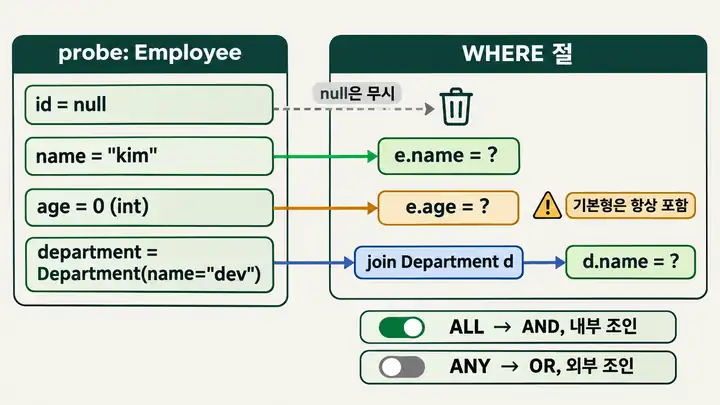 probe: Employee
id = null
name = "kim"
age = 0 (int)
department =
Department(name="dev")
WHERE 절
null은 무시
e.name = ?
e.age = ?
기본형은 항상 포함
join Department d
d.name = ?
ALL → AND, 내부 조인
ANY → OR, 외부 조인